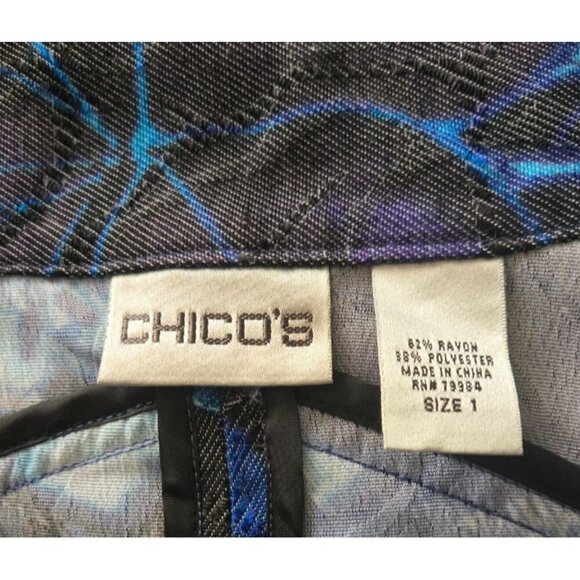 CHICO'S
62% RAYON
38% POLYESTER
MADE IN CHINA
RN# 79984
SIZE 1